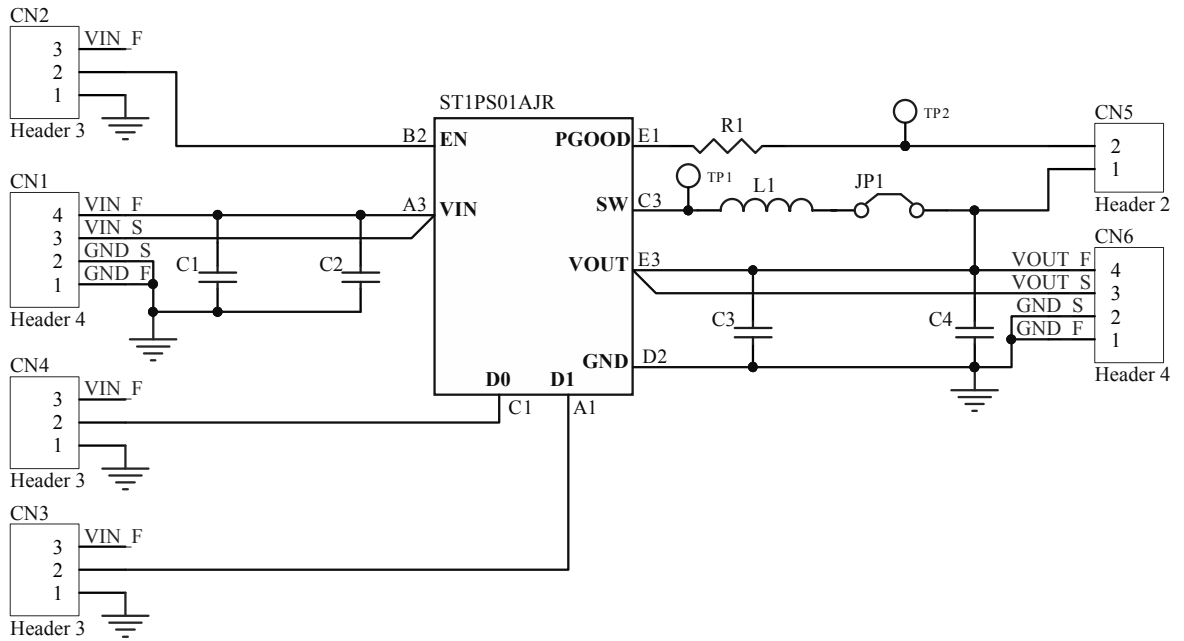 CN2
3 VIN_F
2
1
Header 3
CN1
4 VIN_F
3 VIN_S
2 GND_S
1 GND_F
Header 4
C1
C2
CN4
3 VIN_F
2
1
Header 3
CN3
3 VIN_F
2
1
Header 3
ST1PS01AJR
B2 EN
A3 VIN
PGOOD E1
SW C3
VOUT E3
GND D2
D0 D1
C1 A1
R1
TP2
TP1
L1
JP1
C3
C4
CN5
2
1
Header 2
CN6
VOUT_F 4
VOUT_S 3
GND_S 2
GND_F 1
Header 4